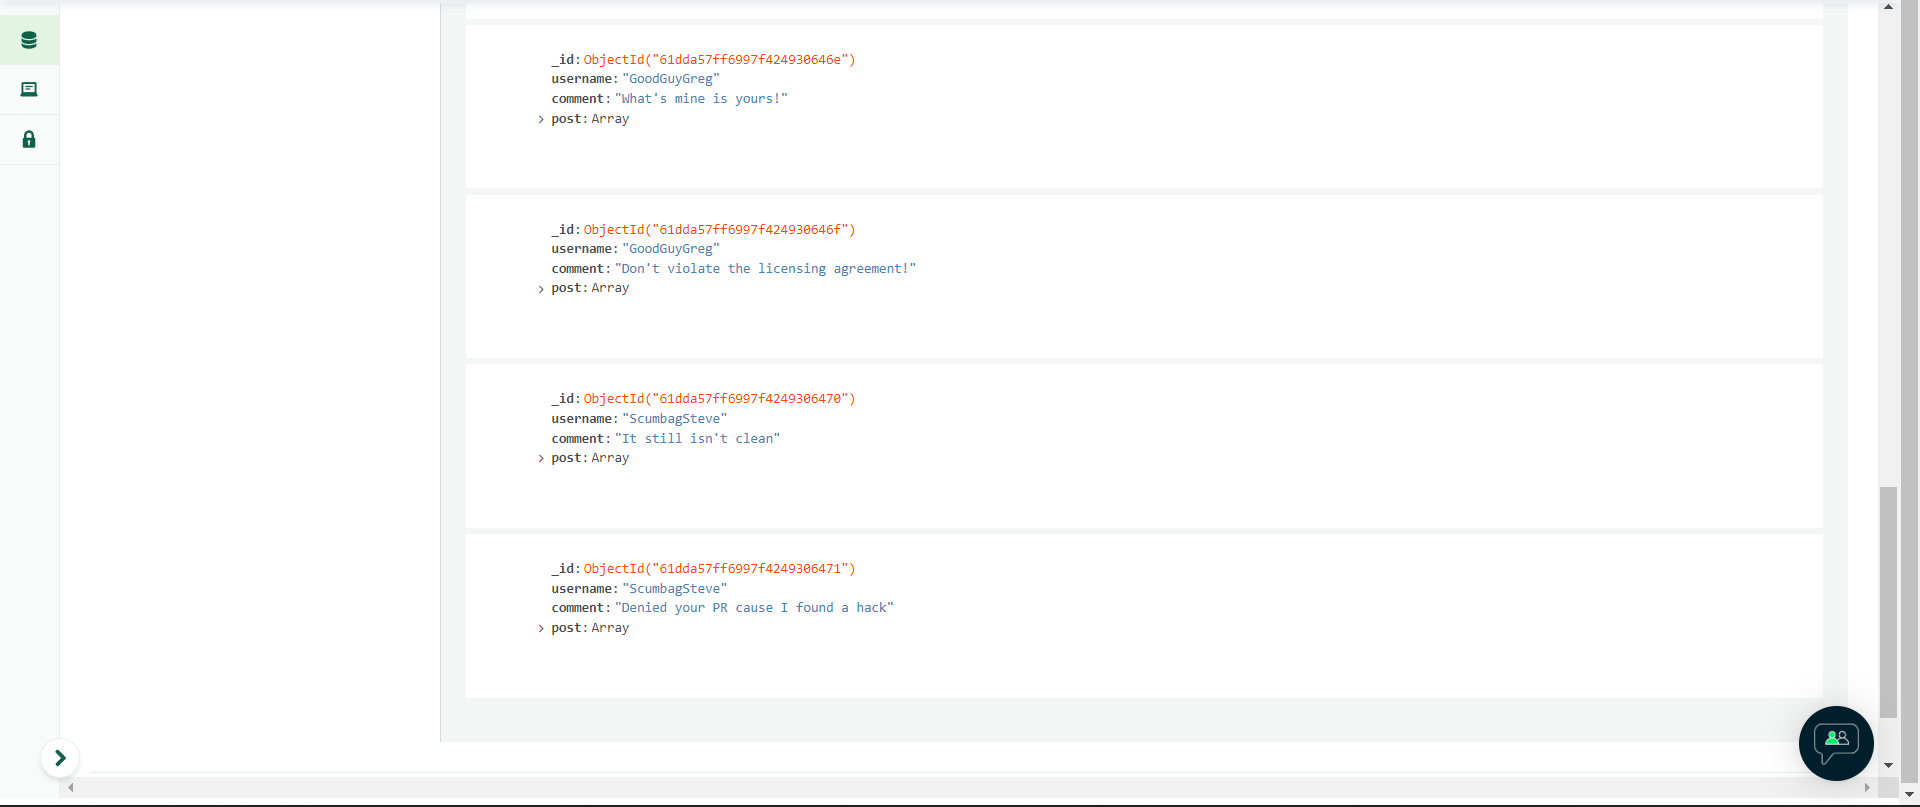 _id: ObjectId("61dda57ff6997f424930646e")
username: "GoodGuyGreg"
comment: "What's mine is yours!"
> post: Array
_id: ObjectId("61dda57ff6997f424930646f")
username: "GoodGuyGreg"
comment: "Don't violate the licensing agreement!"
> post: Array
_id: ObjectId("61dda57ff6997f4249306470")
username: "ScumbagSteve"
comment: "It still isn't clean"
> post: Array
_id: ObjectId("61dda57ff6997f4249306471")
username: "ScumbagSteve"
comment: "Denied your PR cause I found a hack"
> post: Array